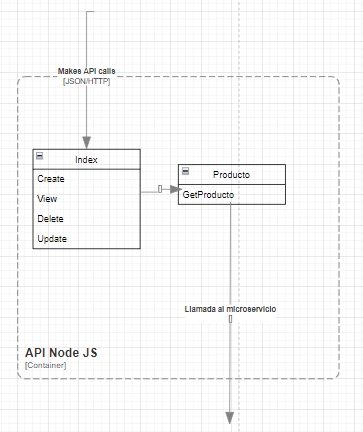 Makes API calls
[JSON/HTTP]
Index
Create
View
Delete
Update
[]
Producto
GetProducto
Llamada al microservicio
[]
API Node JS
[Container]